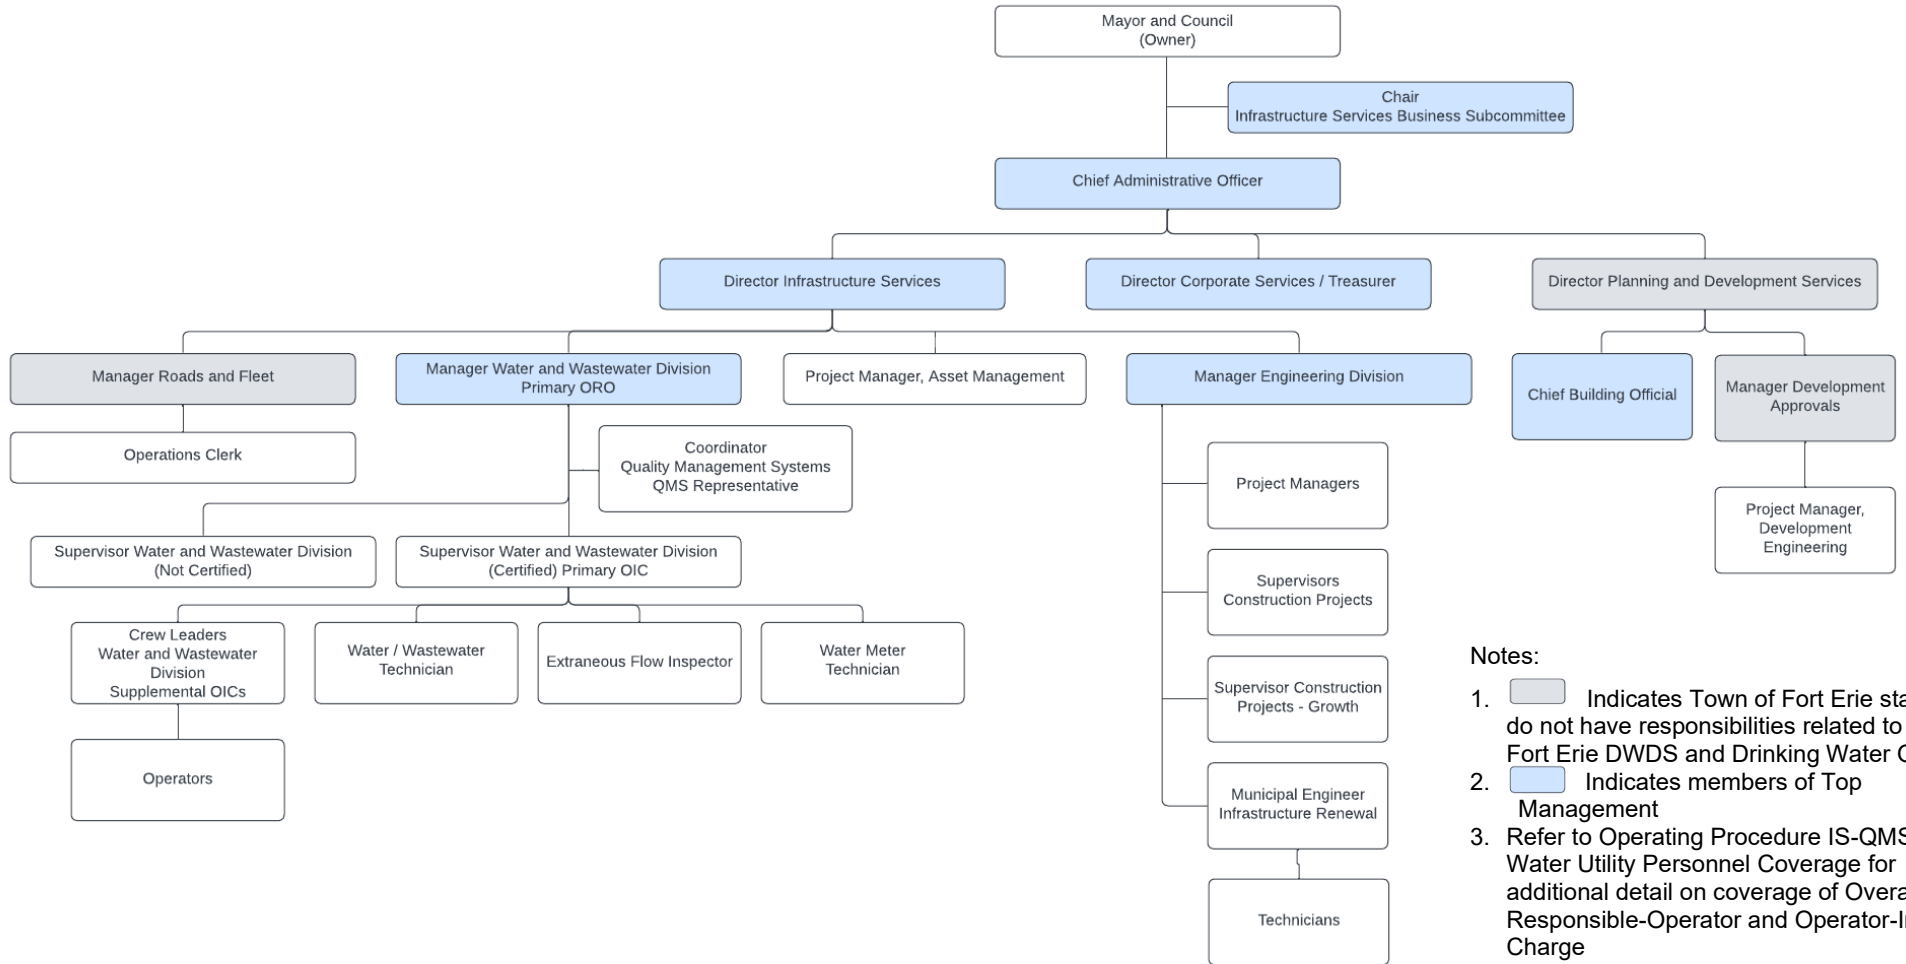 Mayor and Council
(Owner)
Chair
Infrastructure Services Business Subcommittee
Chief Administrative Officer
Director Infrastructure Services
Director Corporate Services / Treasurer
Director Planning and Development Services
Manager Roads and Fleet
Manager Water and Wastewater Division
Primary ORO
Project Manager, Asset Management
Manager Engineering Division
Chief Building Official
Manager Development
Approvals
Operations Clerk
Coordinator
Quality Management Systems
QMS Representative
Project Managers
Project Manager,
Development
Engineering
Supervisor Water and Wastewater Division
(Not Certified)
Supervisor Water and Wastewater Division
(Certified) Primary OIC
Supervisors
Construction Projects
Crew Leaders
Water and Wastewater
Division
Supplemental OICs
Water / Wastewater
Technician
Extraneous Flow Inspector
Water Meter
Technician
Supervisor Construction
Projects - Growth
Operators
Municipal Engineer
Infrastructure Renewal
Technicians
Notes:
1. Indicates Town of Fort Erie
do not have responsibilities related to
Fort Erie DWDS and Drinking Water
2. Indicates members of Top
Management
3. Refer to Operating Procedure
Water Utility Personnel Coverage for
additional detail on coverage of
Responsible-Operator and
Charge